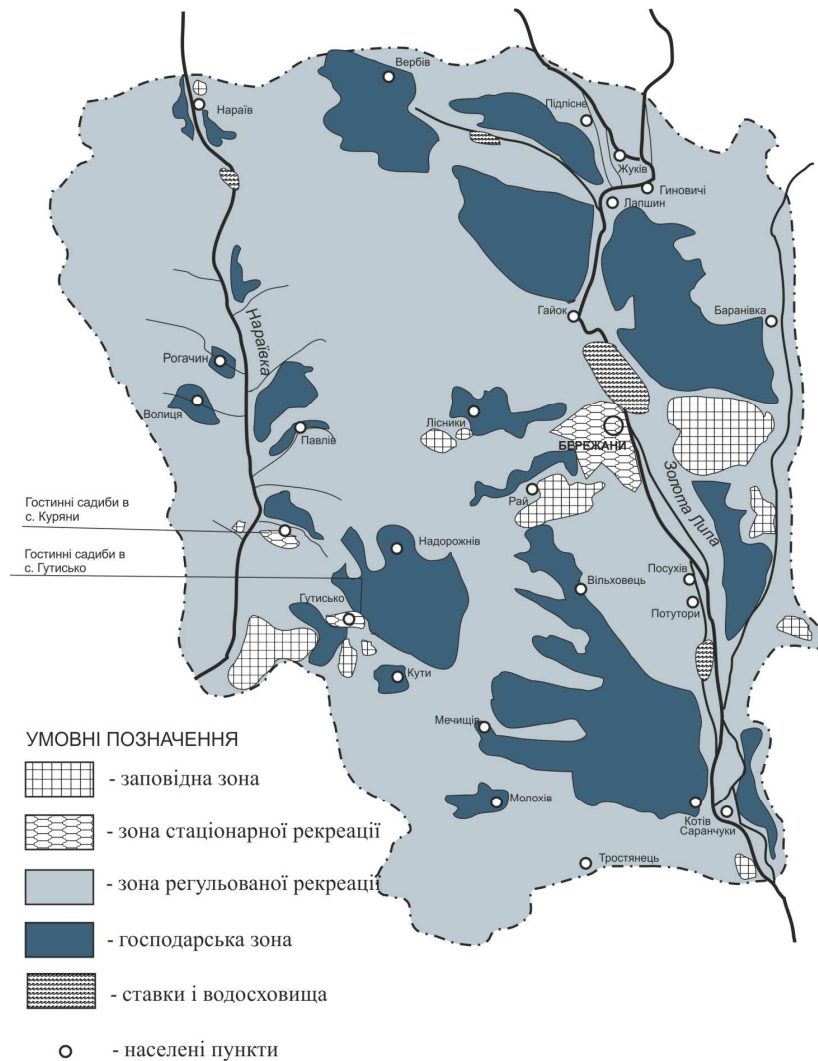 Вербів
Нараїв
Підлісне
Жуків
Гиновичі
Лапшин
Гайок
Баранівка
Нараївка
Рогачин
Волиця
Павлів
Лісники
БЕРЕЖАНИ
Золота Липа
Рай
Гостинні садиби в
с. Куряни
Гостинні садиби в
с. Гутисько
Надорожнів
Вільховець
Посухів
Потутори
Гутисько
Кути
Мечищів
Молохів
Котів
Саранчуки
Тростянець
УМОВНІ ПОЗНАЧЕННЯ
- заповідна зона
- зона стаціонарної рекреації
- зона регульованої рекреації
- господарська зона
- ставки і водосховища
- населені пункти